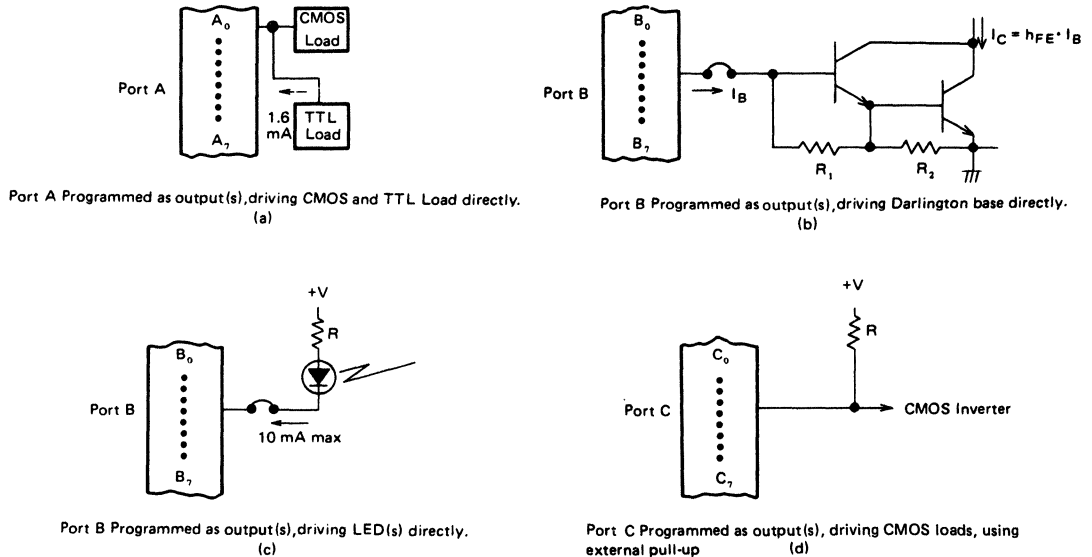 A₀
CMOS
Load
Port A
1.6
mA
TTL
Load
A₇
Port A Programmed as output(s),driving CMOS and TTL Load directly.
(a)
B₀
I_C = h_FE· I_B
Port B
I_B
B₇
R₁
R₂
Port B Programmed as output(s),driving Darlington base directly.
(b)
+V
R
B₀
Port B
10 mA max
B₇
Port B Programmed as output(s),driving LED(s) directly.
(c)
+V
R
C₀
Port C
CMOS Inverter
C₇
Port C Programmed as output(s), driving CMOS loads, using
external pull-up
(d)